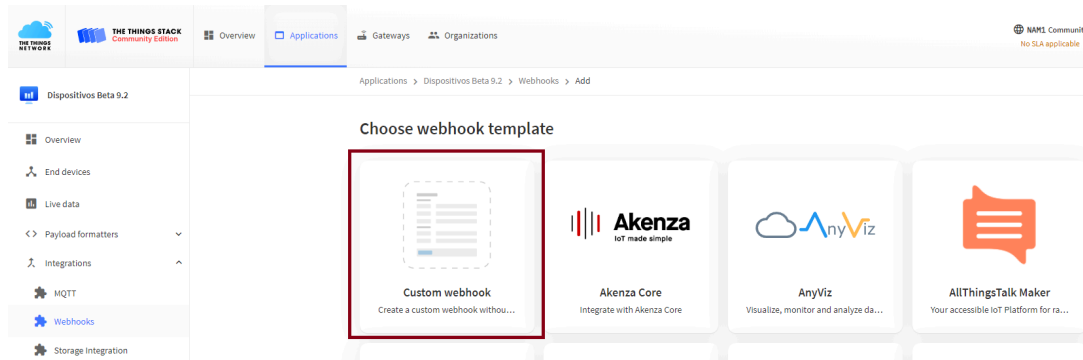 THE THINGS
NETWORK
THE THINGS STACK
Community Edition
Overview
Applications
Gateways
Organizations
NAM1 Communit
No SLA applicable
Dispositivos Beta 9.2
Overview
End devices
Live data
Payload formatters
Integrations
MQTT
Webhooks
Storage Integration
Applications > Dispositivos Beta 9.2 > Webhooks > Add
Choose webhook template
Custom webhook
Create a custom webhook withou...
Akenza
IoT made simple
Akenza Core
Integrate with Akenza Core
AnyViz
AnyViz
Visualize, monitor and analyze da...
AllThingsTalk Maker
Your accessible IoT Platform for ra...